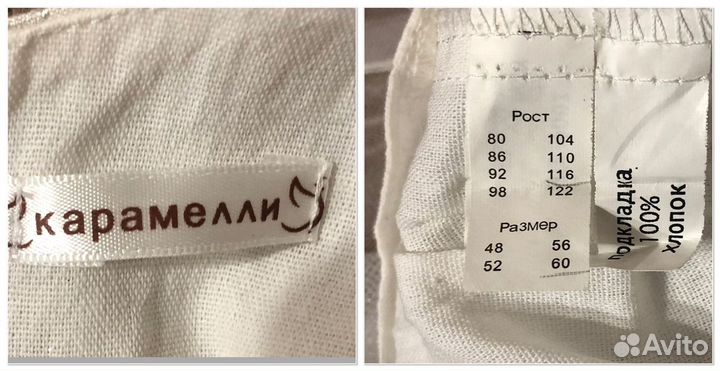 карамелли
Рост
80 104
86 110
92 116
98 122
Размер
48 56
52 60
Подкладка
100%
хлопок
Avito